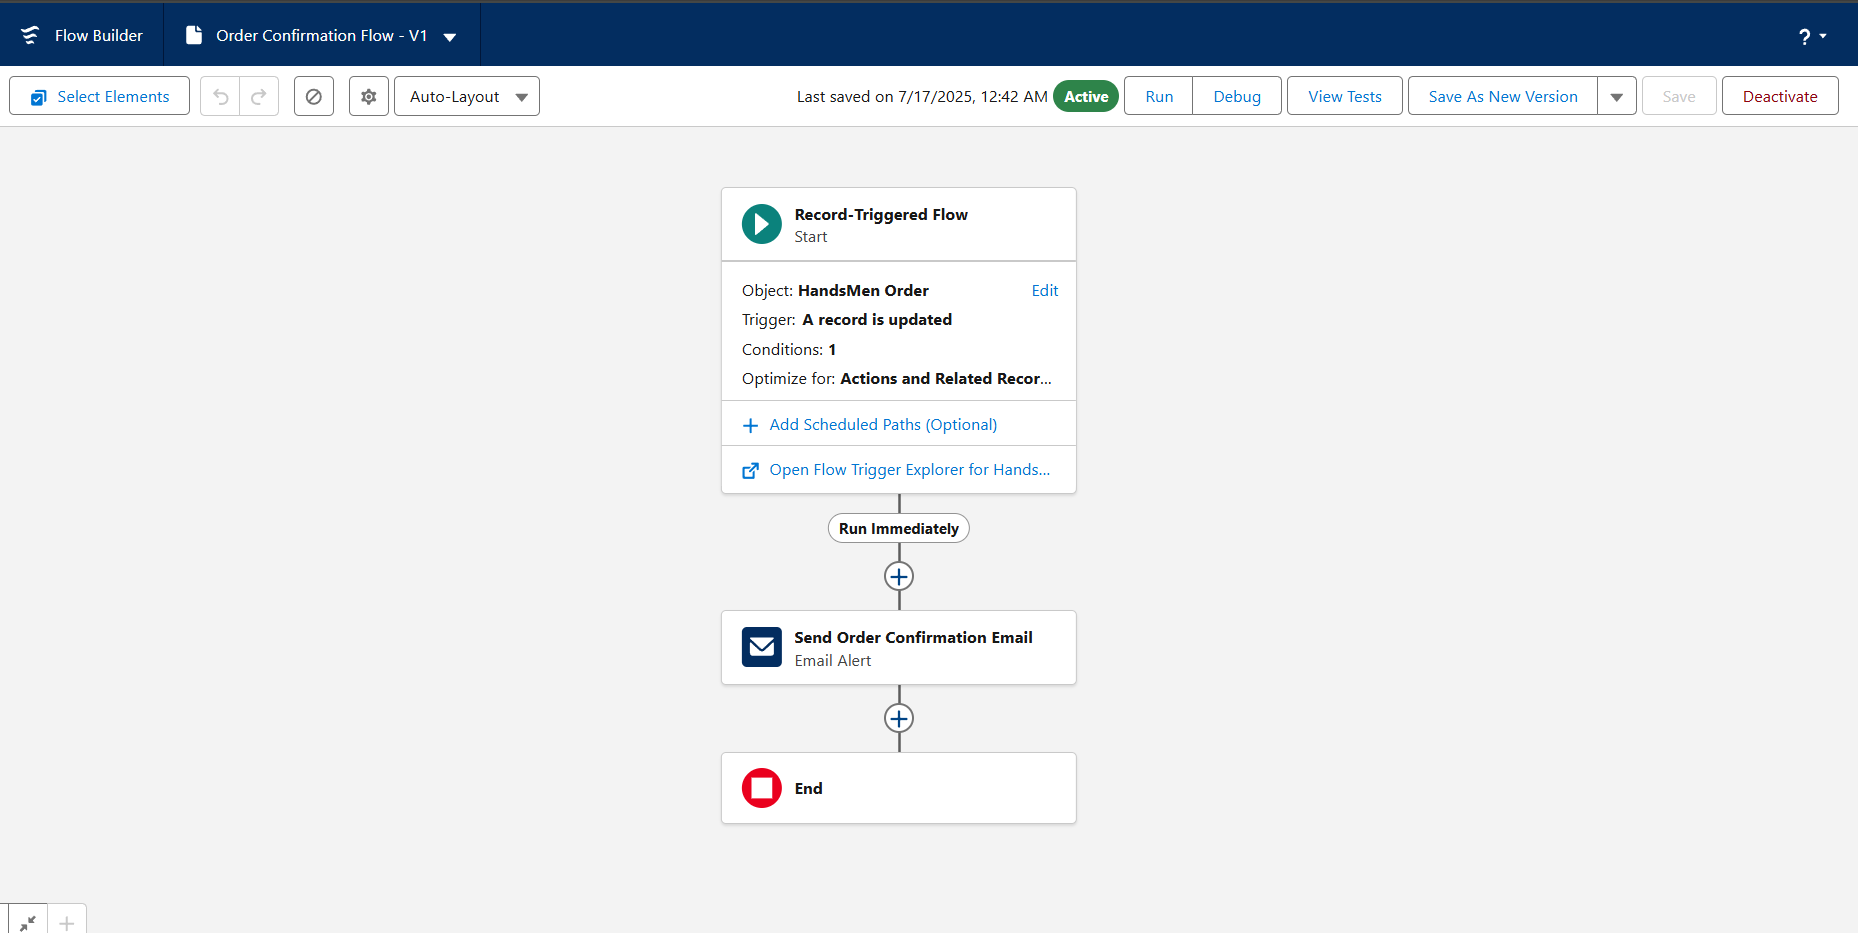 Flow Builder
Order Confirmation Flow - V1
?
Select Elements
Auto-Layout
Last saved on 7/17/2025, 12:42 AM
Active
Run
Debug
View Tests
Save As New Version
Save
Deactivate
Record-Triggered Flow
Start
Object: HandsMen Order
Edit
Trigger: A record is updated
Conditions: 1
Optimize for: Actions and Related Recor...
Add Scheduled Paths (Optional)
Open Flow Trigger Explorer for Hands...
Run Immediately
Send Order Confirmation Email
Email Alert
End